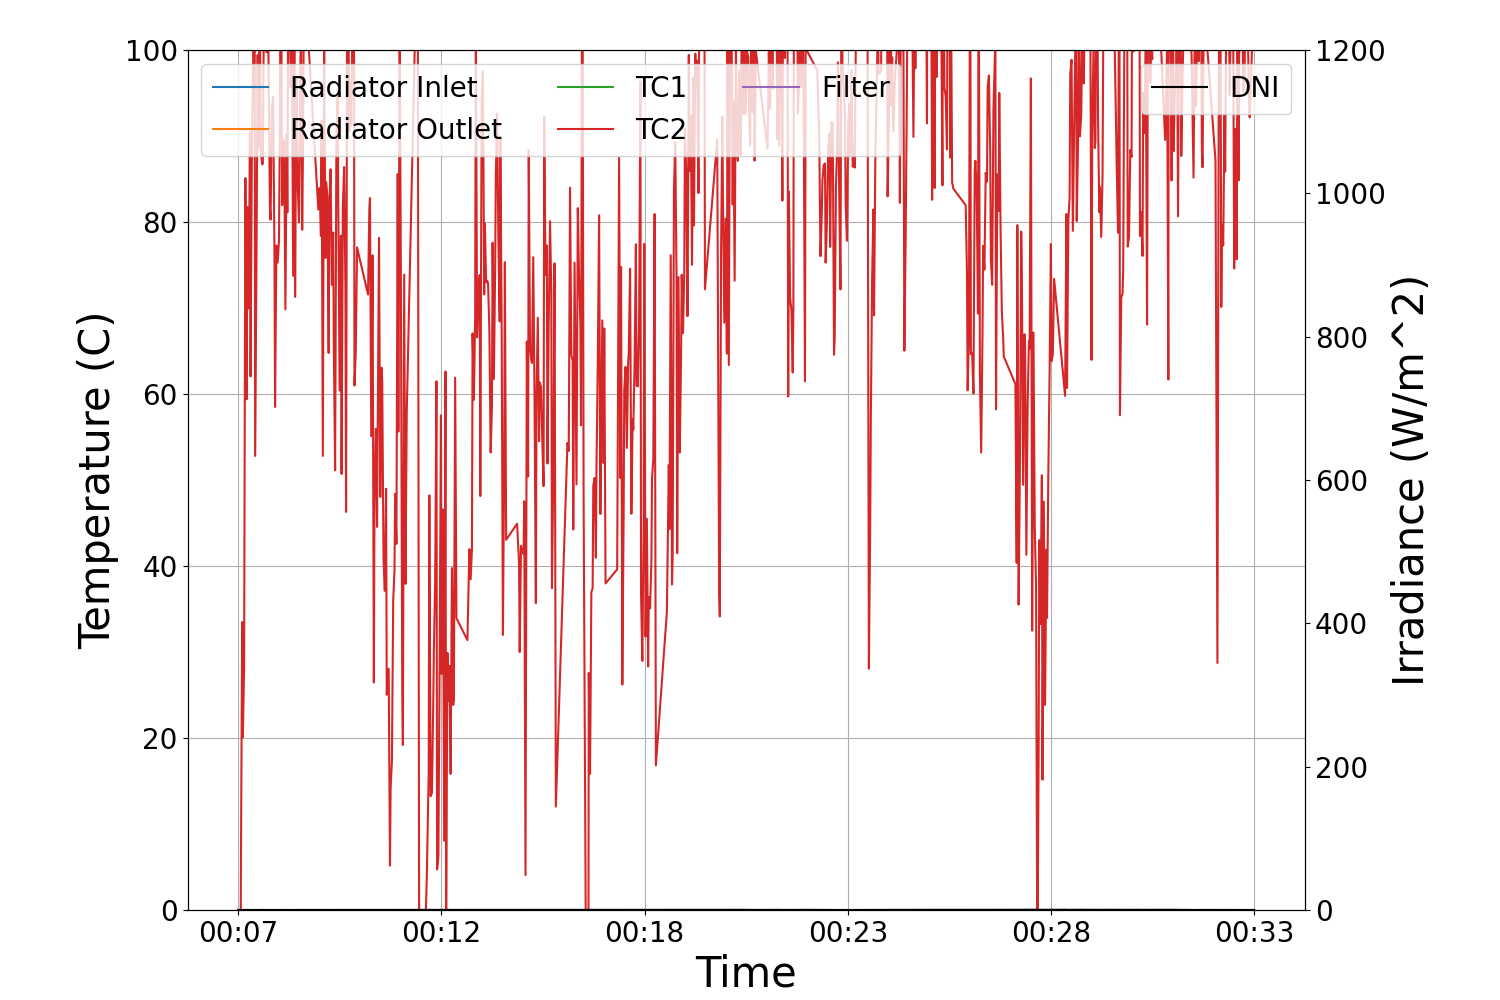 100
80
60
40
20
0
Temperature (C)
Radiator Inlet
Radiator Outlet
TC1
TC2
Filter
DNI
1200
1000
800
600
400
200
0
Irradiance (W/m^2)
00:07
00:12
00:18
00:23
00:28
00:33
Time